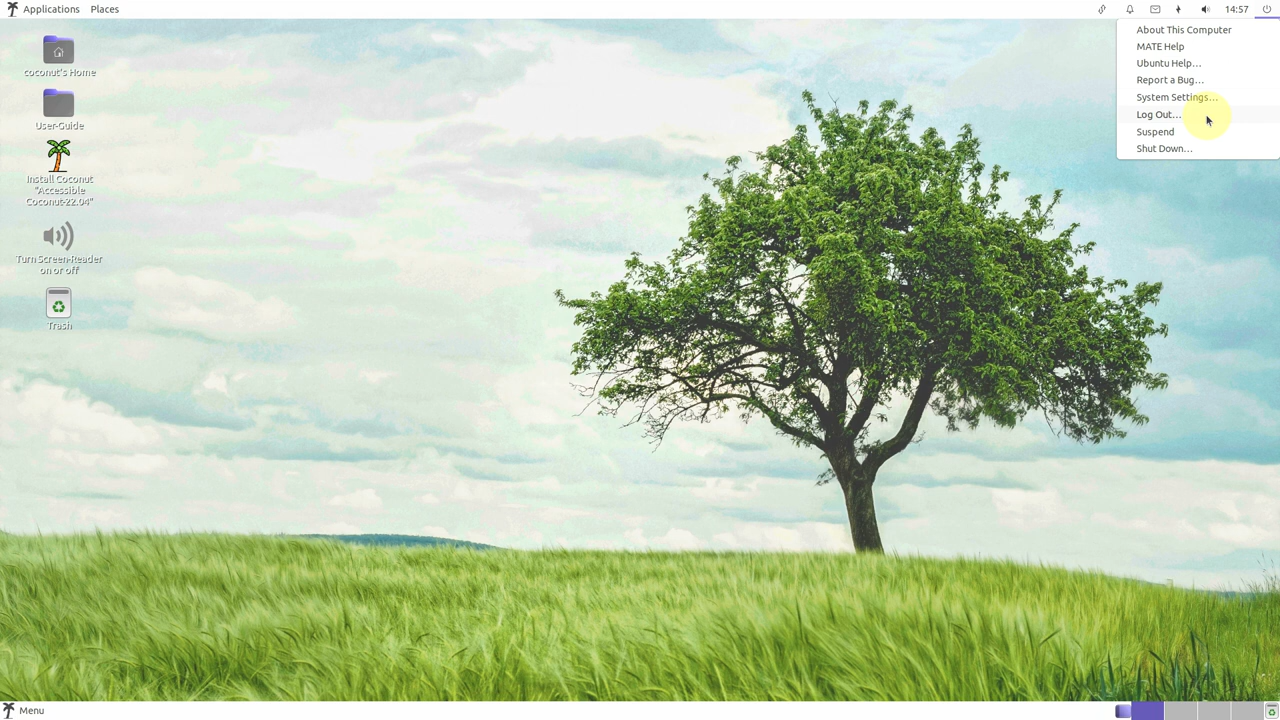 Applications Places 14:57
About This Computer
MATE Help
Ubuntu Help…
Report a Bug…
System Settings…
Log Out…
Suspend
Shut Down…
coconut's Home
User-Guide
Install Coconut
"Accessible
Coconut-22.04"
Turn Screen-Reader
on or off
Trash
Menu